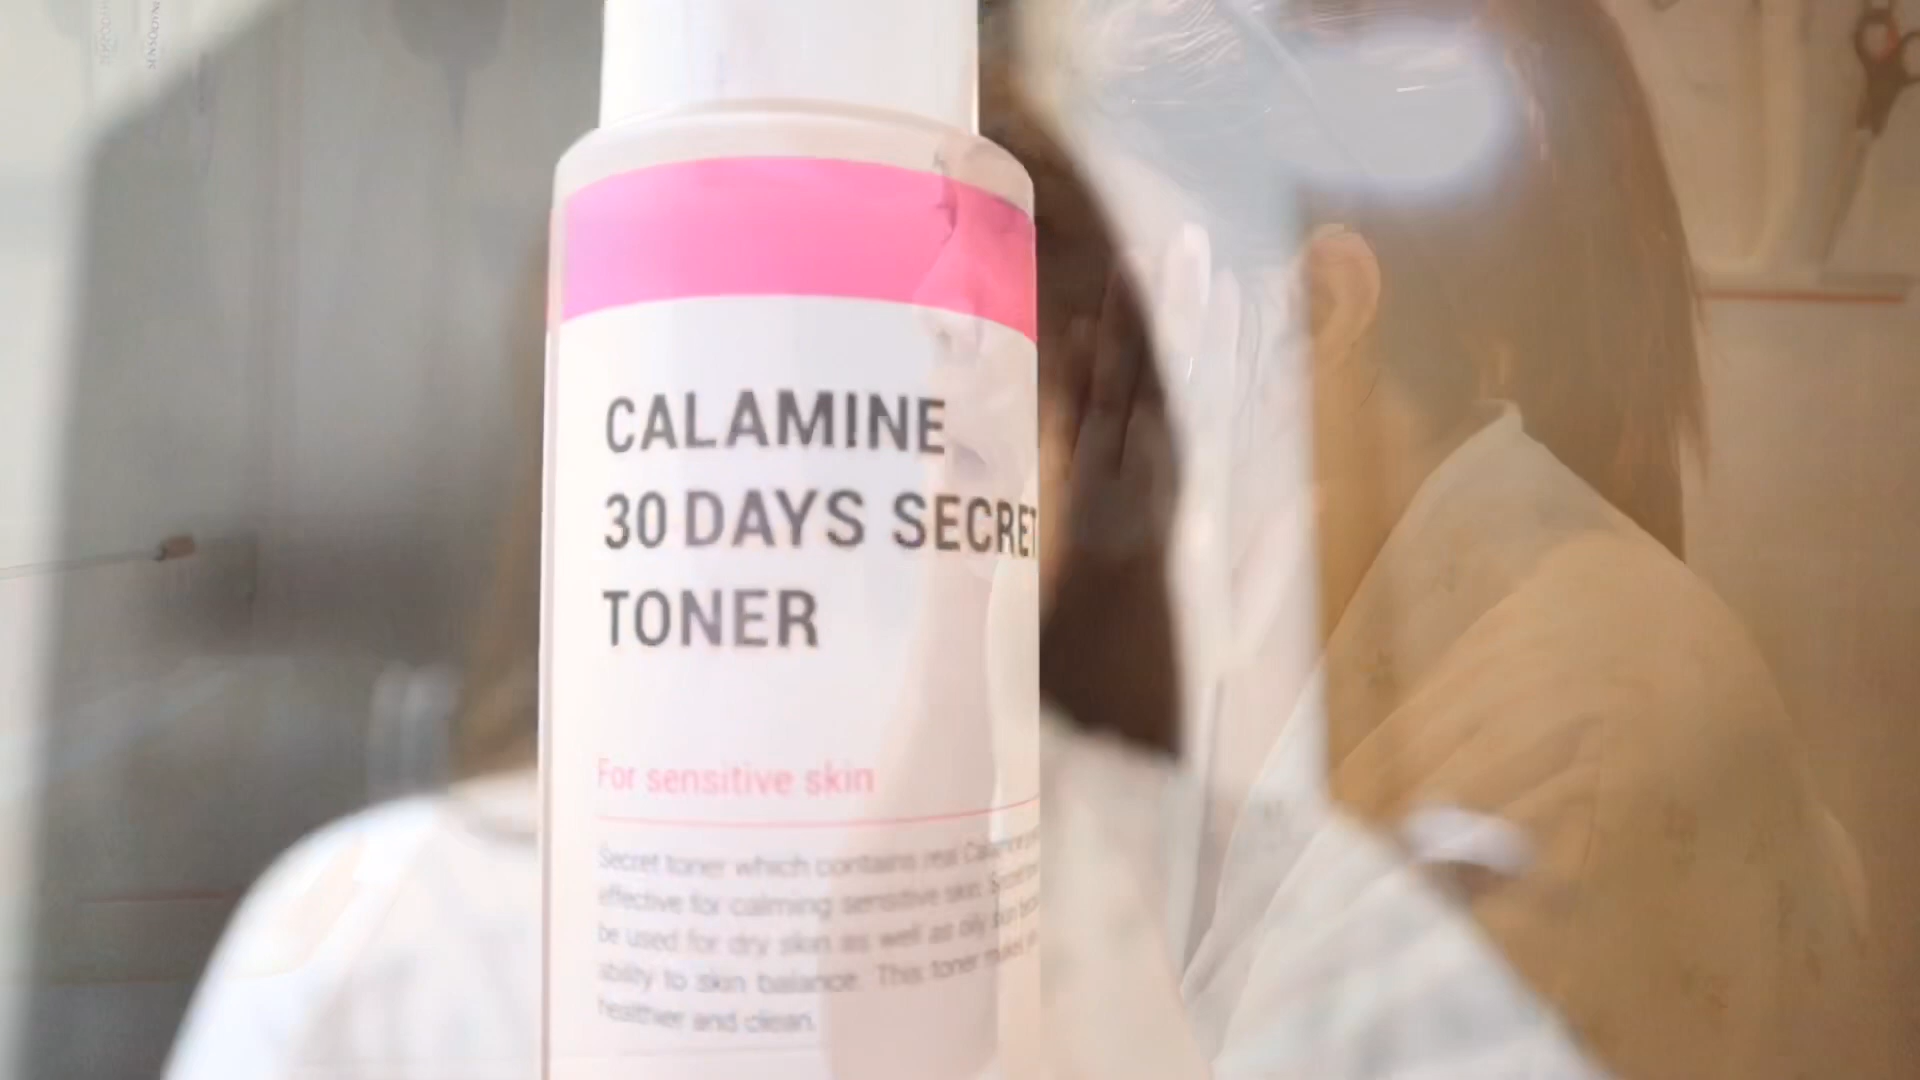 CALAMINE
30 DAYS SECRET
TONER
For sensitive skin
Secret toner which contains real
effective for calming sensitive skin.
be used for dry skin as well as oily skin
ability to skin balance. This toner makes
healthier and clean.